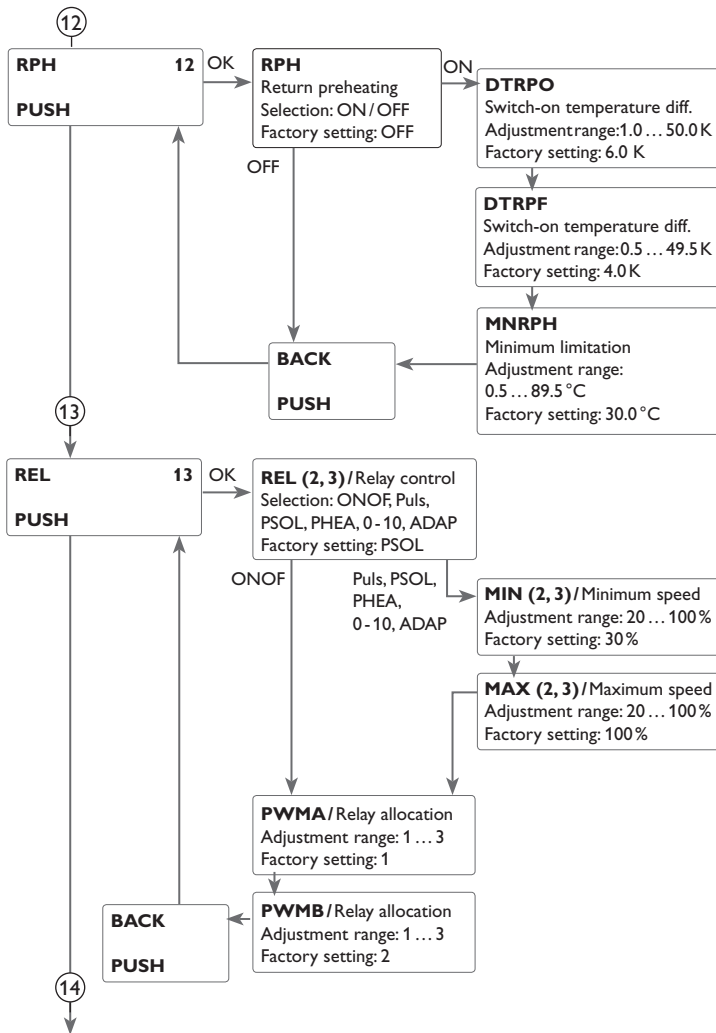 12
RPH 12
PUSH
OK
RPH
Return preheating
Selection: ON / OFF
Factory setting: OFF
ON
OFF
DTRPO
Switch-on temperature diff.
Adjustment range: 1.0 … 50.0 K
Factory setting: 6.0 K
DTRPF
Switch-on temperature diff.
Adjustment range: 0.5 … 49.5 K
Factory setting: 4.0 K
MNRPH
Minimum limitation
Adjustment range:
0.5 … 89.5 °C
Factory setting: 30.0 °C
BACK
PUSH
13
REL 13
PUSH
OK
REL (2, 3) / Relay control
Selection: ONOF, Puls,
PSOL, PHEA, 0 - 10, ADAP
Factory setting: PSOL
ONOF
Puls, PSOL,
PHEA,
0 - 10, ADAP
MIN (2, 3) / Minimum speed
Adjustment range: 20 … 100 %
Factory setting: 30 %
MAX (2, 3) / Maximum speed
Adjustment range: 20 … 100 %
Factory setting: 100 %
PWMA / Relay allocation
Adjustment range: 1 … 3
Factory setting: 1
PWMB / Relay allocation
Adjustment range: 1 … 3
Factory setting: 2
BACK
PUSH
14